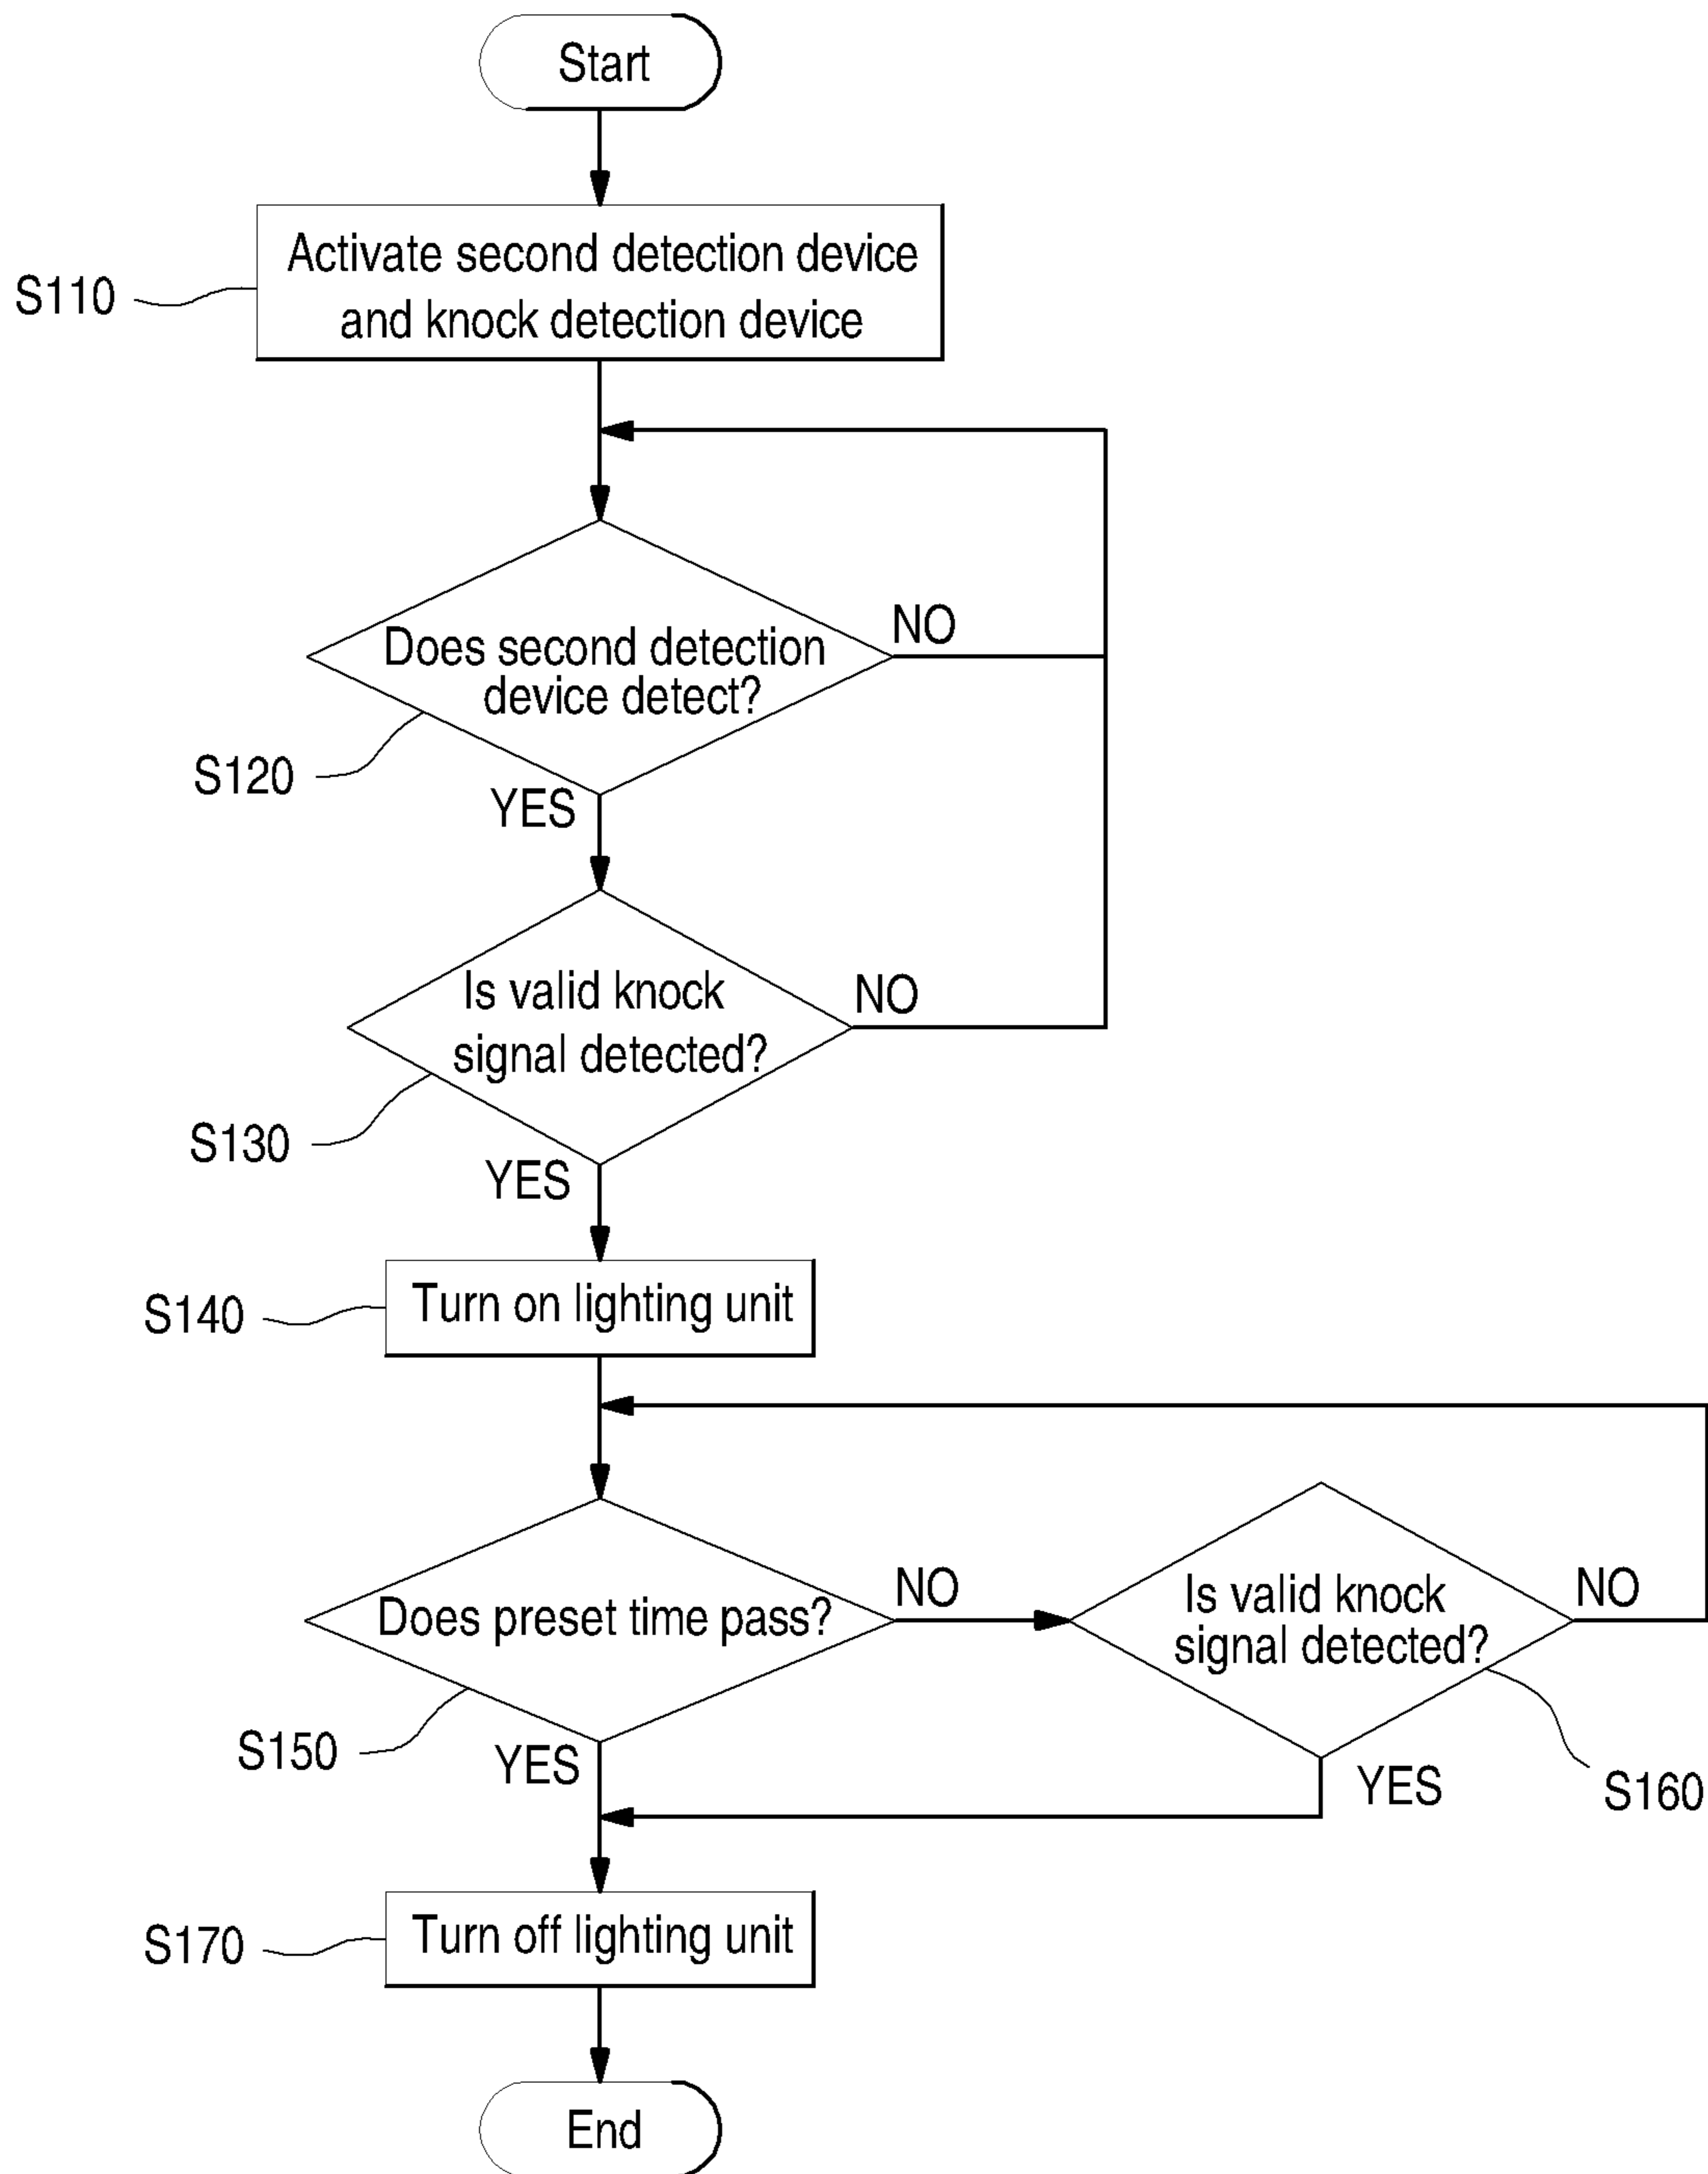 Start
Activate second detection device
and knock detection device
S110
Does second detection
device detect?
NO
S120
YES
Is valid knock
signal detected?
NO
S130
YES
Turn on lighting unit
S140
Does preset time pass?
NO
Is valid knock
signal detected?
NO
S150
YES
YES
S160
Turn off lighting unit
S170
End